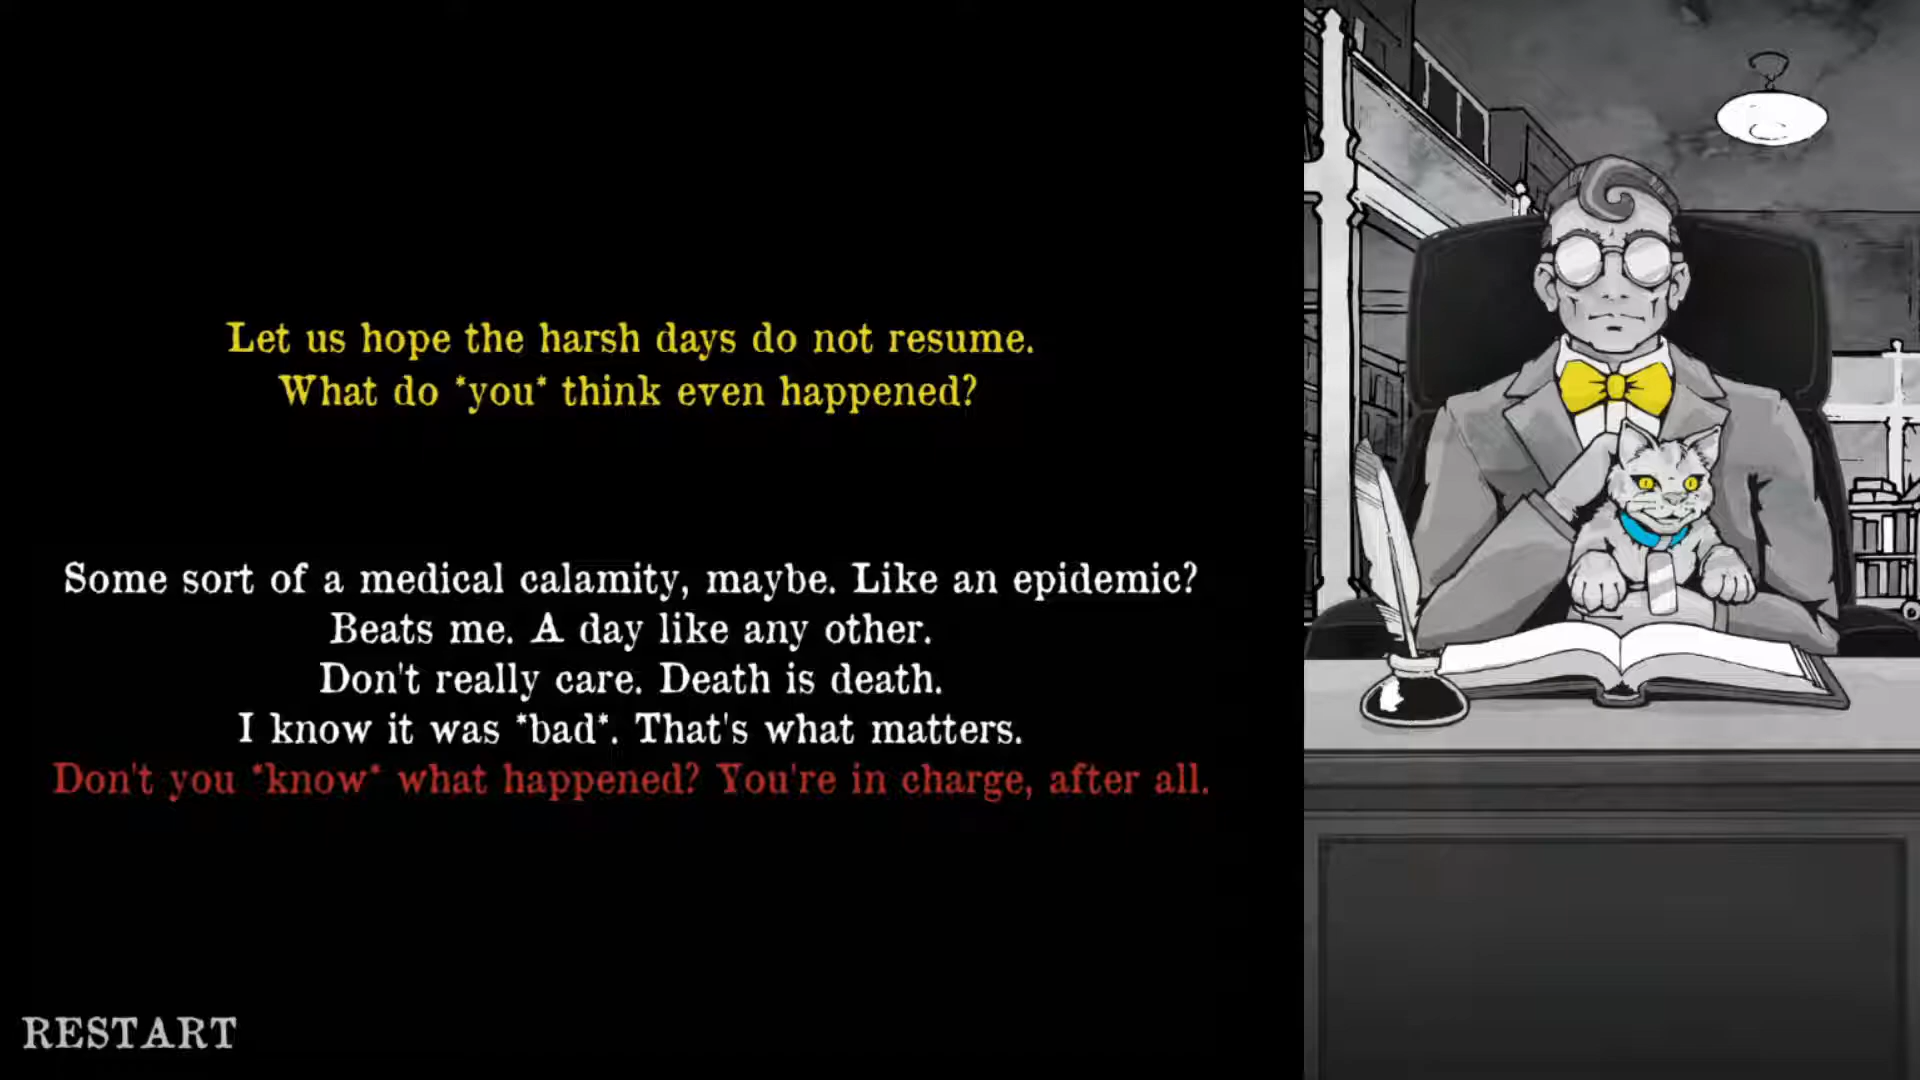 Let us hope the harsh days do not resume.
What do *you* think even happened?
Some sort of a medical calamity, maybe. Like an epidemic?
Beats me. A day like any other.
Don't really care. Death is death.
I know it was *bad*. That's what matters.
Don't you *know* what happened? You're in charge, after all.
RESTART